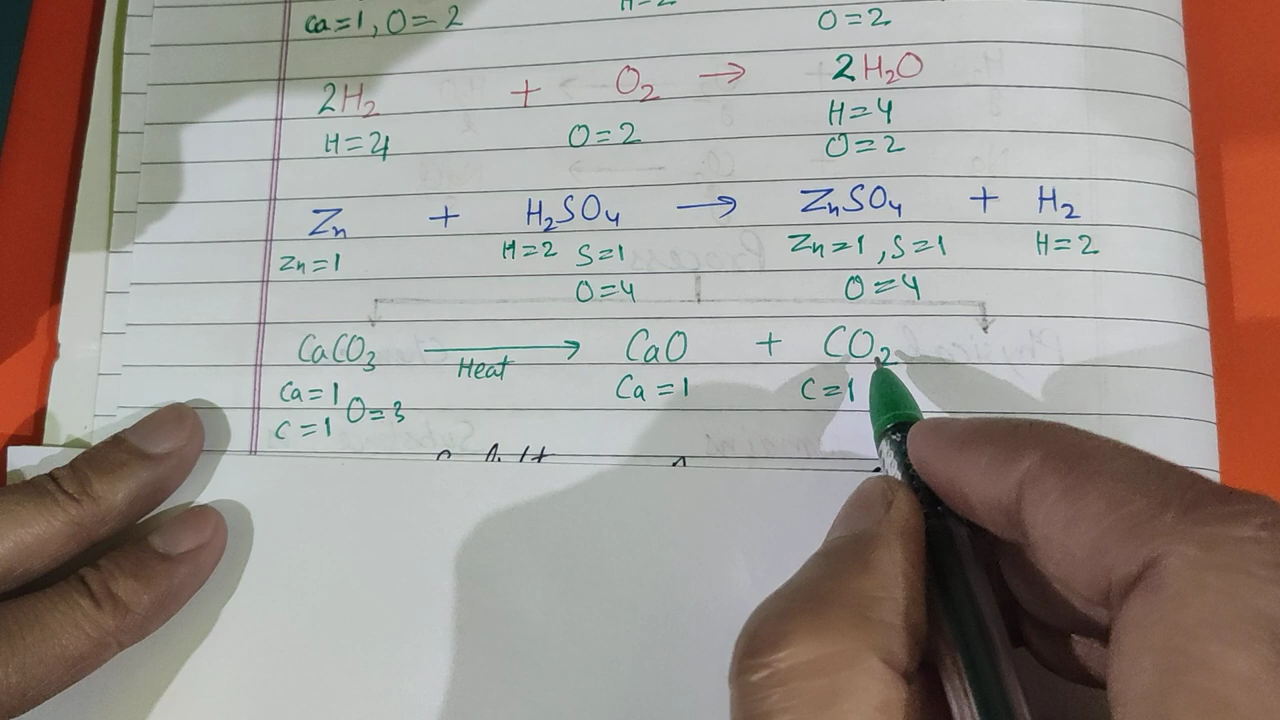 Ca=1, O=2 H=2 O=2
2H₂ + O₂ → 2H₂O
H=4 O=2 H=4
O=2
Zn + H₂SO₄ → ZnSO₄ + H₂
Zn=1 H=2 S=1 Zn=1, S=1 H=2
O=4 O=4
CaCO₃ → CaO + CO₂
Heat
Ca=1 O=3 Ca=1 C=1
C=1